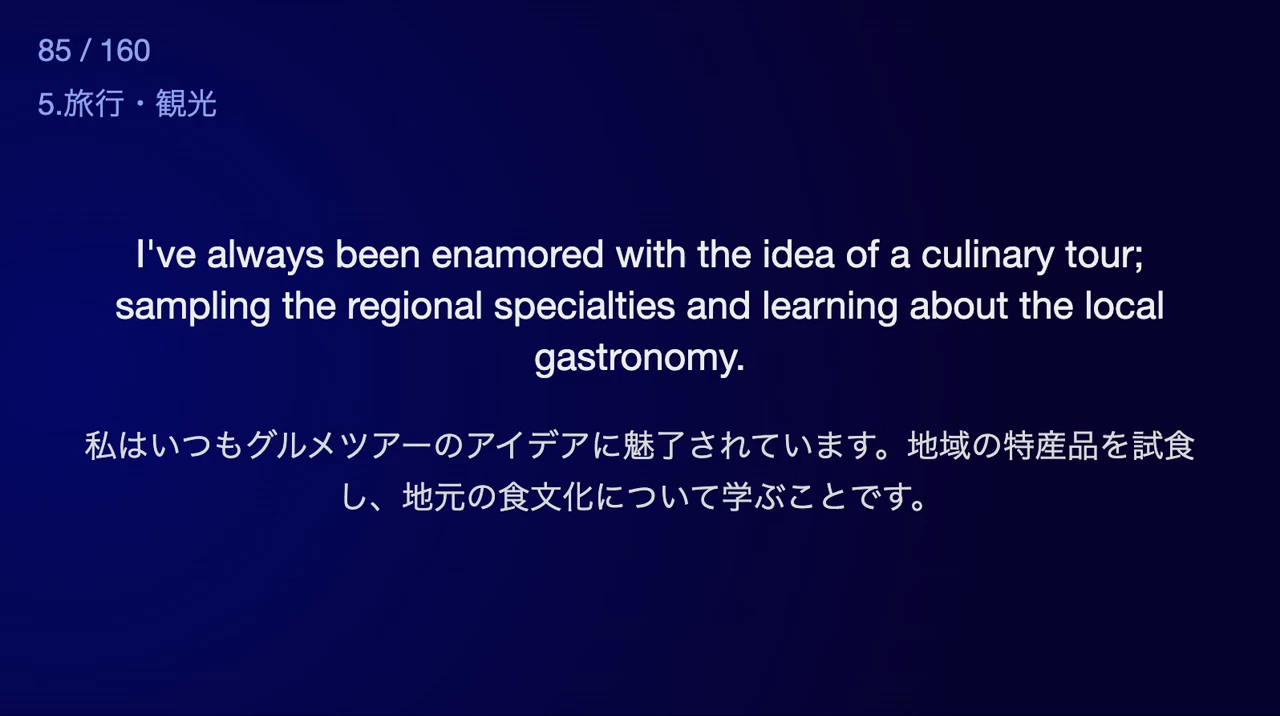 85 / 160
5.旅行・観光
I've always been enamored with the idea of a culinary tour;
sampling the regional specialties and learning about the local
gastronomy.
私はいつもグルメツアーのアイデアに魅了されています。地域の特産品を試食
し、地元の食文化について学ぶことです。